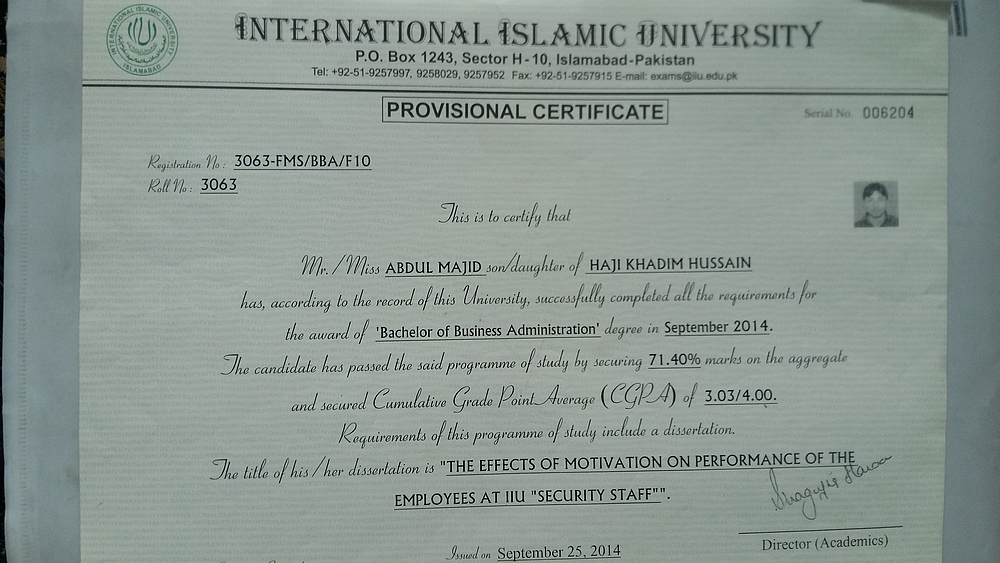 INTERNATIONAL ISLAMIC UNIVERSITY
ISLAMABAD
INTERNATIONAL ISLAMIC UNIVERSITY
P.O. Box 1243, Sector H-10, Islamabad-Pakistan
Tel: +92-51-9257997, 9258029, 9257952 Fax: +92-51-9257915 E-mail: exams@iiu.edu.pk
PROVISIONAL CERTIFICATE
Serial No. 006204
Registration No: 3063-FMS/BBA/F10
Roll No: 3063
This is to certify that
Mr. /Miss ABDUL MAJID son/daughter of HAJI KHADIM HUSSAIN
has, according to the record of this University, successfully completed all the requirements for
the award of 'Bachelor of Business Administration' degree in September 2014.
The candidate has passed the said programme of study by securing 71.40% marks on the aggregate
and secured Cumulative Grade Point Average (CGPA) of 3.03/4.00.
Requirements of this programme of study include a dissertation.
The title of his/her dissertation is "THE EFFECTS OF MOTIVATION ON PERFORMANCE OF THE
EMPLOYEES AT IIU "SECURITY STAFF"".
Director (Academics)
Issued on September 25, 2014